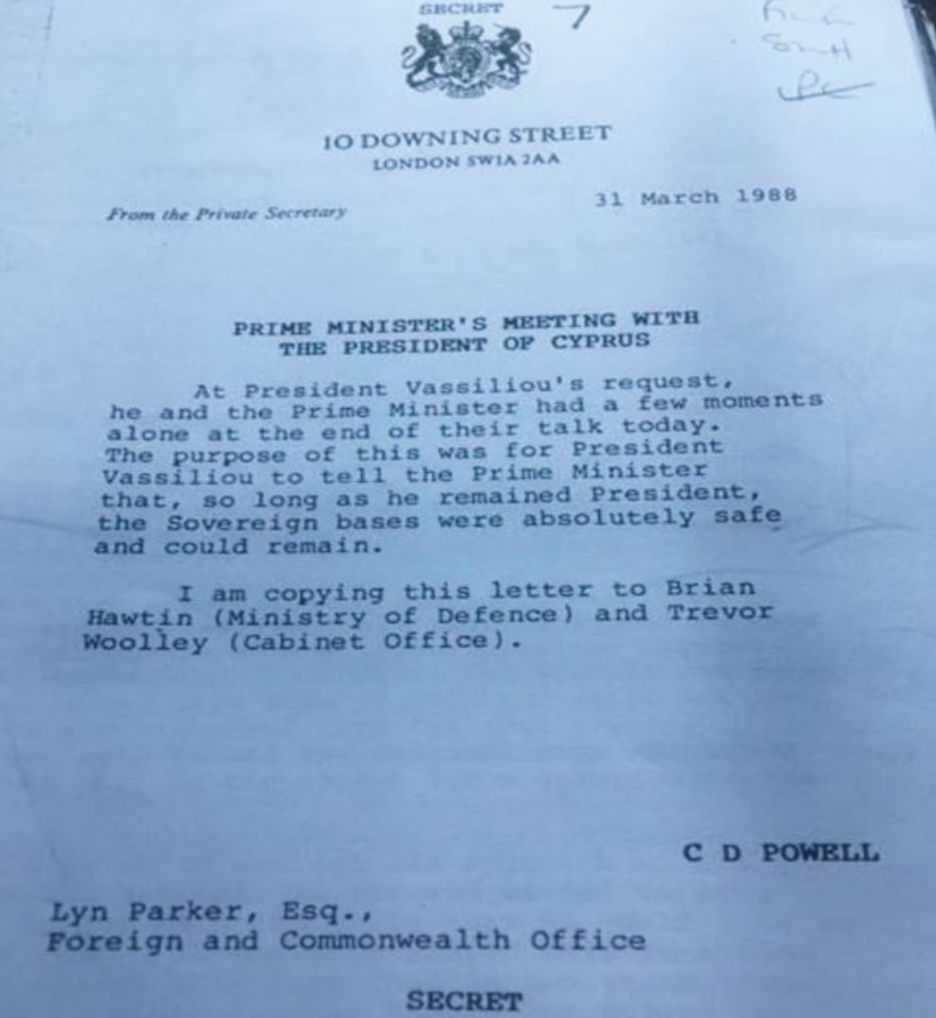 SECRET
7
10 DOWNING STREET
LONDON SW1A 2AA
From the Private Secretary
31 March 1988
PRIME MINISTER'S MEETING WITH
THE PRESIDENT OF CYPRUS
At President Vassiliou's request,
he and the Prime Minister had a few moments
alone at the end of their talk today.
The purpose of this was for President
Vassiliou to tell the Prime Minister
that, so long as he remained President,
the Sovereign bases were absolutely safe
and could remain.
I am copying this letter to Brian
Hawtin (Ministry of Defence) and Trevor
Woolley (Cabinet Office).
C D POWELL
Lyn Parker, Esq.,
Foreign and Commonwealth Office
SECRET